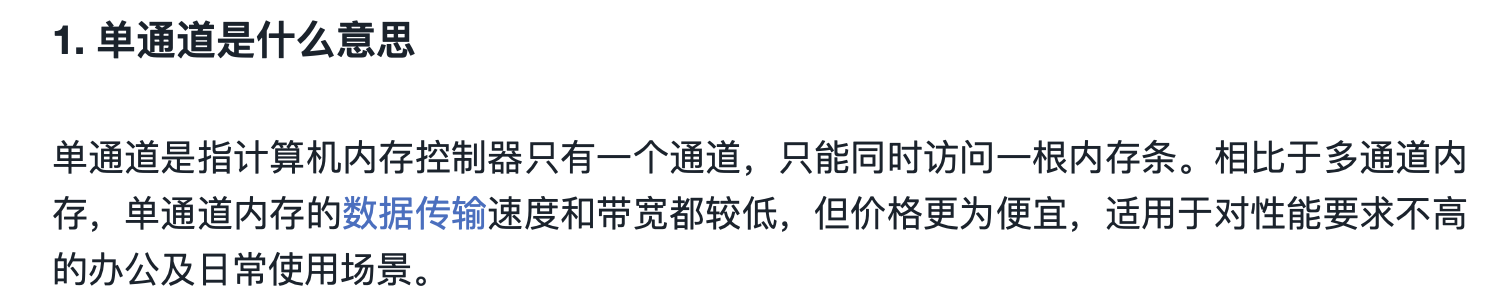 1. 单通道是什么意思
单通道是指计算机内存控制器只有一个通道，只能同时访问一根内存条。相比于多通道内
存，单通道内存的数据传输速度和带宽都较低，但价格更为便宜，适用于对性能要求不高
的办公及日常使用场景。